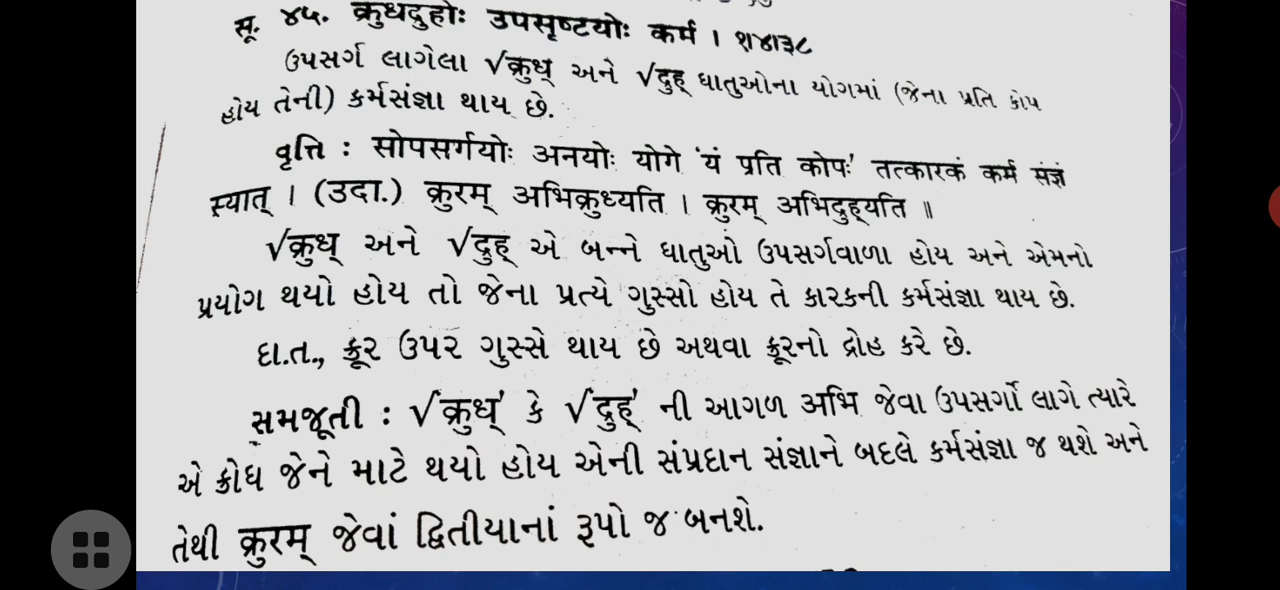 सू. ४५. क्रुधद्रुहोः उपसृष्टयोः कर्म । १।४।३८
ઉપસર્ગ લાગેલા √क्रुध् અને √द्रुह् ધાતુઓના યોગમાં (જેના પ્રતિ કોપ
હોય તેની) કર્મસંજ્ઞા થાય છે.
वृत्ति : सोपसर्गयोः अनयोः योगे 'यं प्रति कोपः' तत्कारकं कर्म संज्ञं
स्यात् । (उदा.) क्रुरम् अभिक्रुध्यति । क्रुरम् अभिद्रुह्यति ॥
√क्रुध् અને √द्रुह् એ બન્ને ધાતુઓ ઉપસર્ગવાળા હોય અને એમનો
પ્રયોગ થયો હોય તો જેના પ્રત્યે ગુસ્સો હોય તે કારકની કર્મસંજ્ઞા થાય છે.
દા.ત., ક્રૂર ઉપર ગુસ્સે થાય છે અથવા ક્રૂરનો દ્રોહ કરે છે.
સમજૂતી : √क्रुध्' કે √द्रुह्' ની આગળ अभि જેવા ઉપસર્ગો લાગે ત્યારે
એ ક્રોધ જેને માટે થયો હોય એની સંપ્રદાન સંજ્ઞાને બદલે કર્મસંજ્ઞા જ થશે અને
તેથી क्रुरम् જેવાં દ્વિતીયાનાં રૂપો જ બનશે.